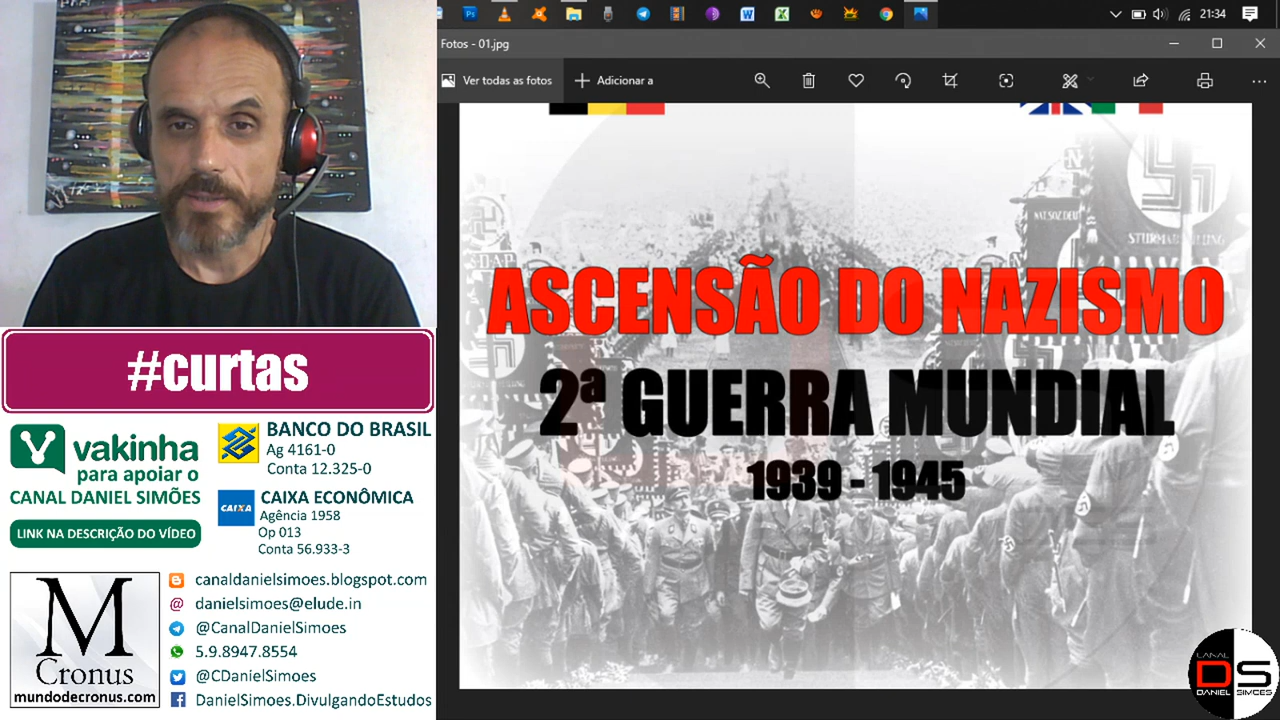 21:34
Fotos - 01.jpg
Ver todas as fotos
Adicionar a
ASCENSÃO DO NAZISMO
2ª GUERRA MUNDIAL
1939 - 1945
#curtas
vakinha
para apoiar o
CANAL DANIEL SIMÕES
LINK NA DESCRIÇÃO DO VÍDEO
BANCO DO BRASIL
Ag 4161-0
Conta 12.325-0
CAIXA
CAIXA ECONÔMICA
Agência 1958
Op 013
Conta 56.933-3
M
Cronus
mundodecronus.com
canaldanielsimoes.blogspot.com
@ danielsimoes@elude.in
@CanalDanielSimoes
5.9.8947.8554
@CDanielSimoes
DanielSimoes.DivulgandoEstudos
CANAL
DS
DANIEL SIMÕES